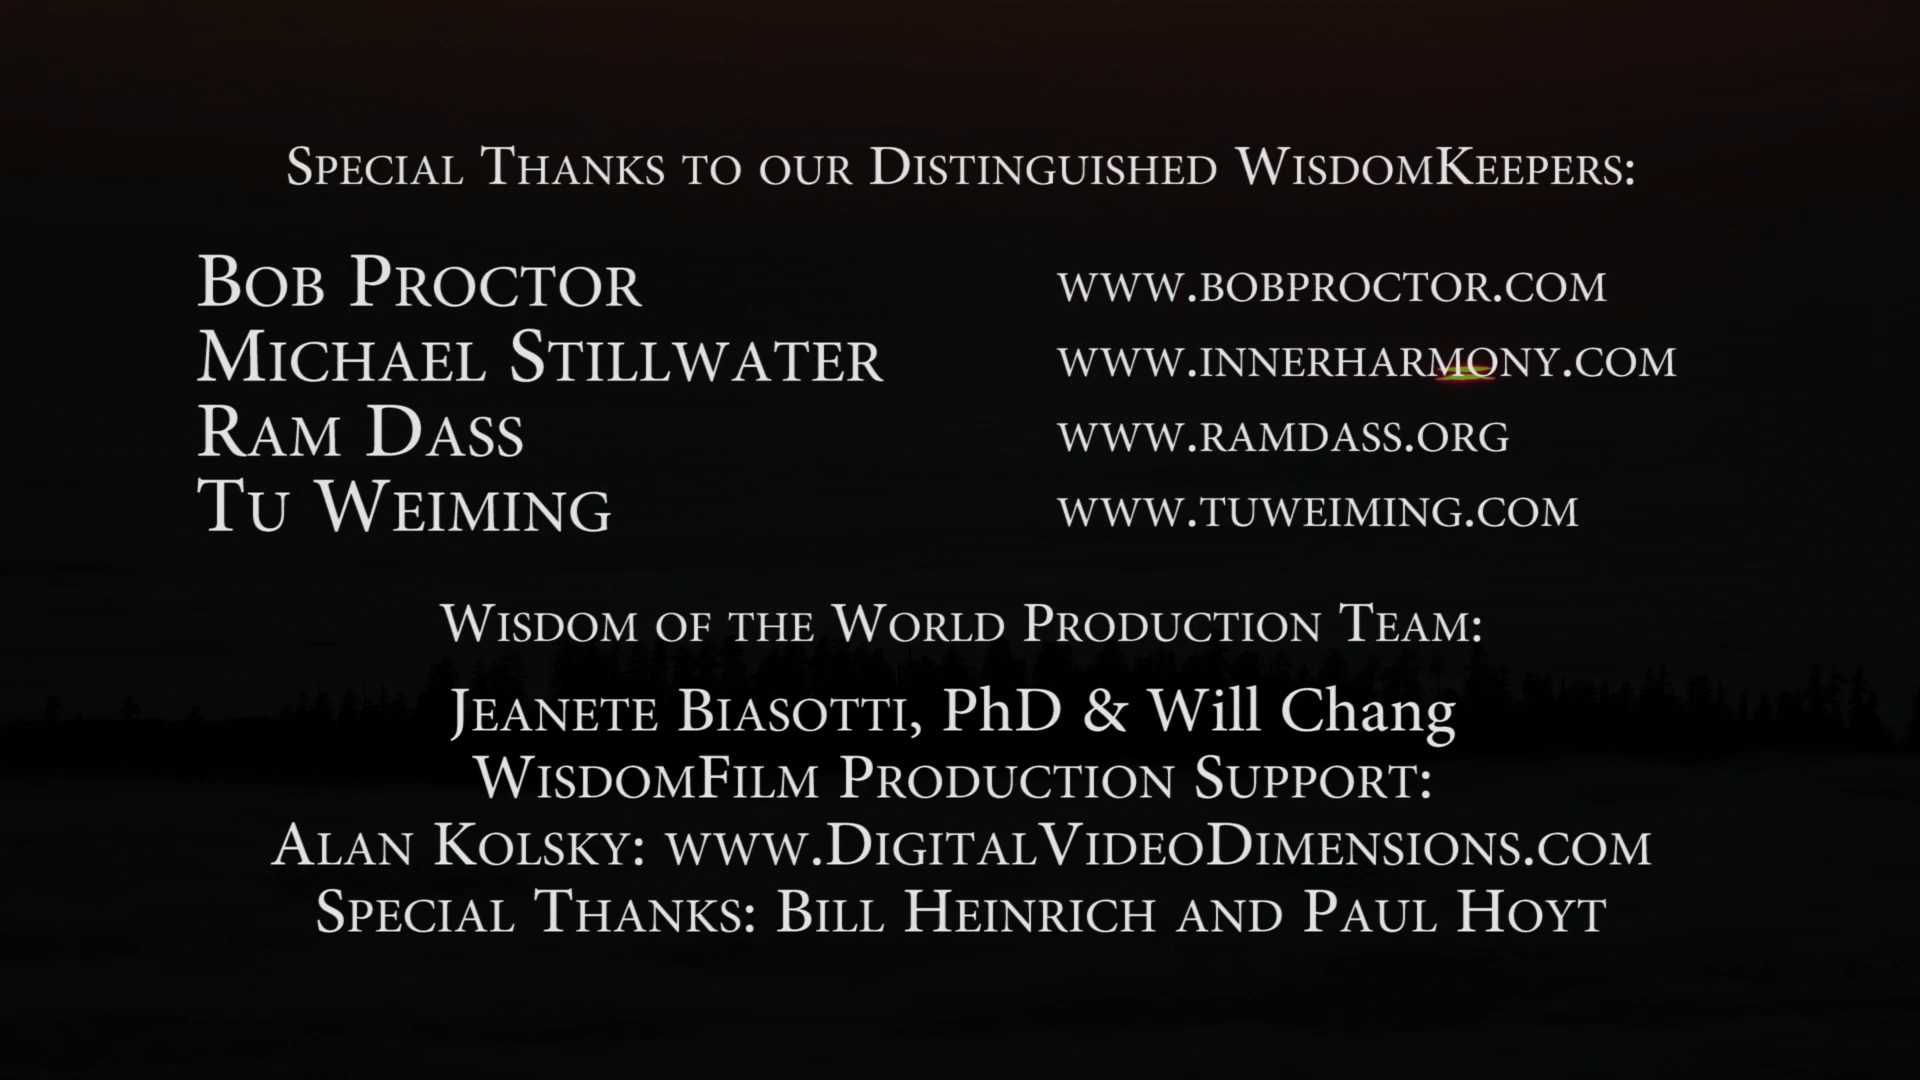 Special Thanks to our Distinguished WisdomKeepers:
Bob Proctor www.bobproctor.com
Michael Stillwater www.innerharmony.com
Ram Dass www.ramdass.org
Tu Weiming www.tuweiming.com
Wisdom of the World Production Team:
Jeanete Biasotti, PhD & Will Chang
WisdomFilm Production Support:
Alan Kolsky: www.DigitalVideoDimensions.com
Special Thanks: Bill Heinrich and Paul Hoyt